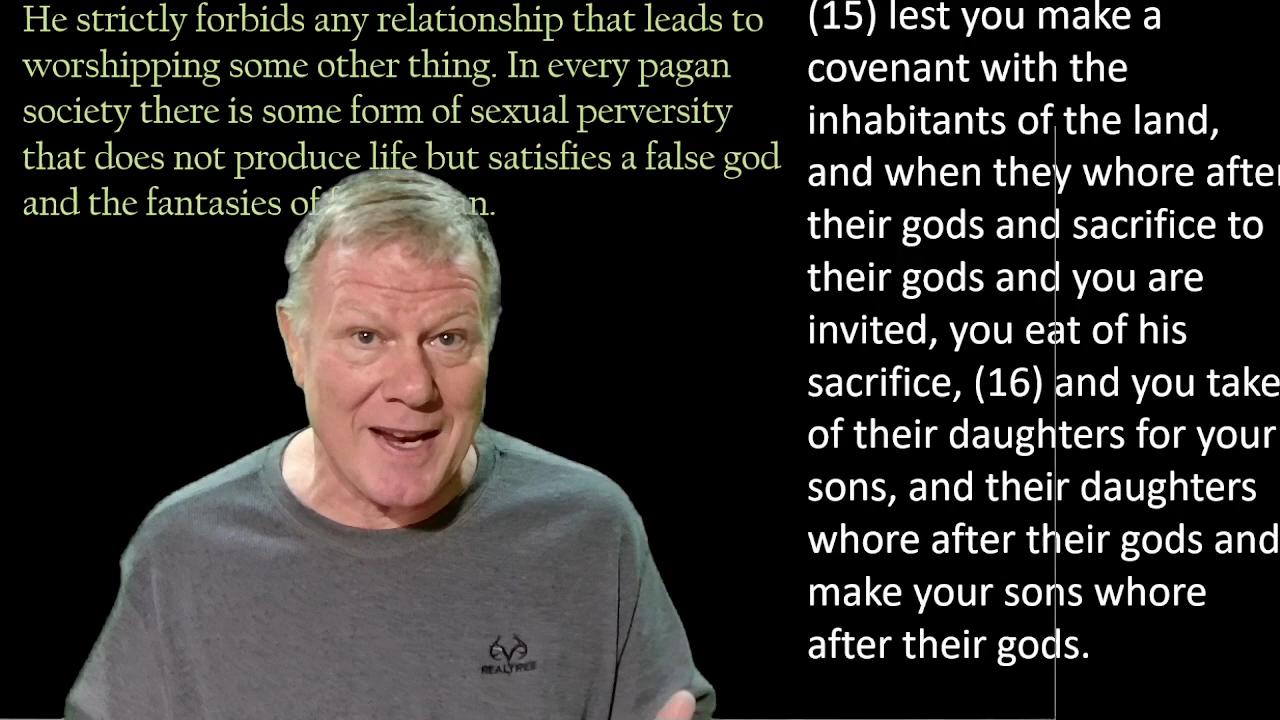 He strictly forbids any relationship that leads to
worshipping some other thing. In every pagan
society there is some form of sexual perversity
that does not produce life but satisfies a false god
and the fantasies of
(15) lest you make a
covenant with the
inhabitants of the land,
and when they whore after
their gods and sacrifice to
their gods and you are
invited, you eat of his
sacrifice, (16) and you take
of their daughters for your
sons, and their daughters
whore after their gods and
make your sons whore
after their gods.
REALTREE